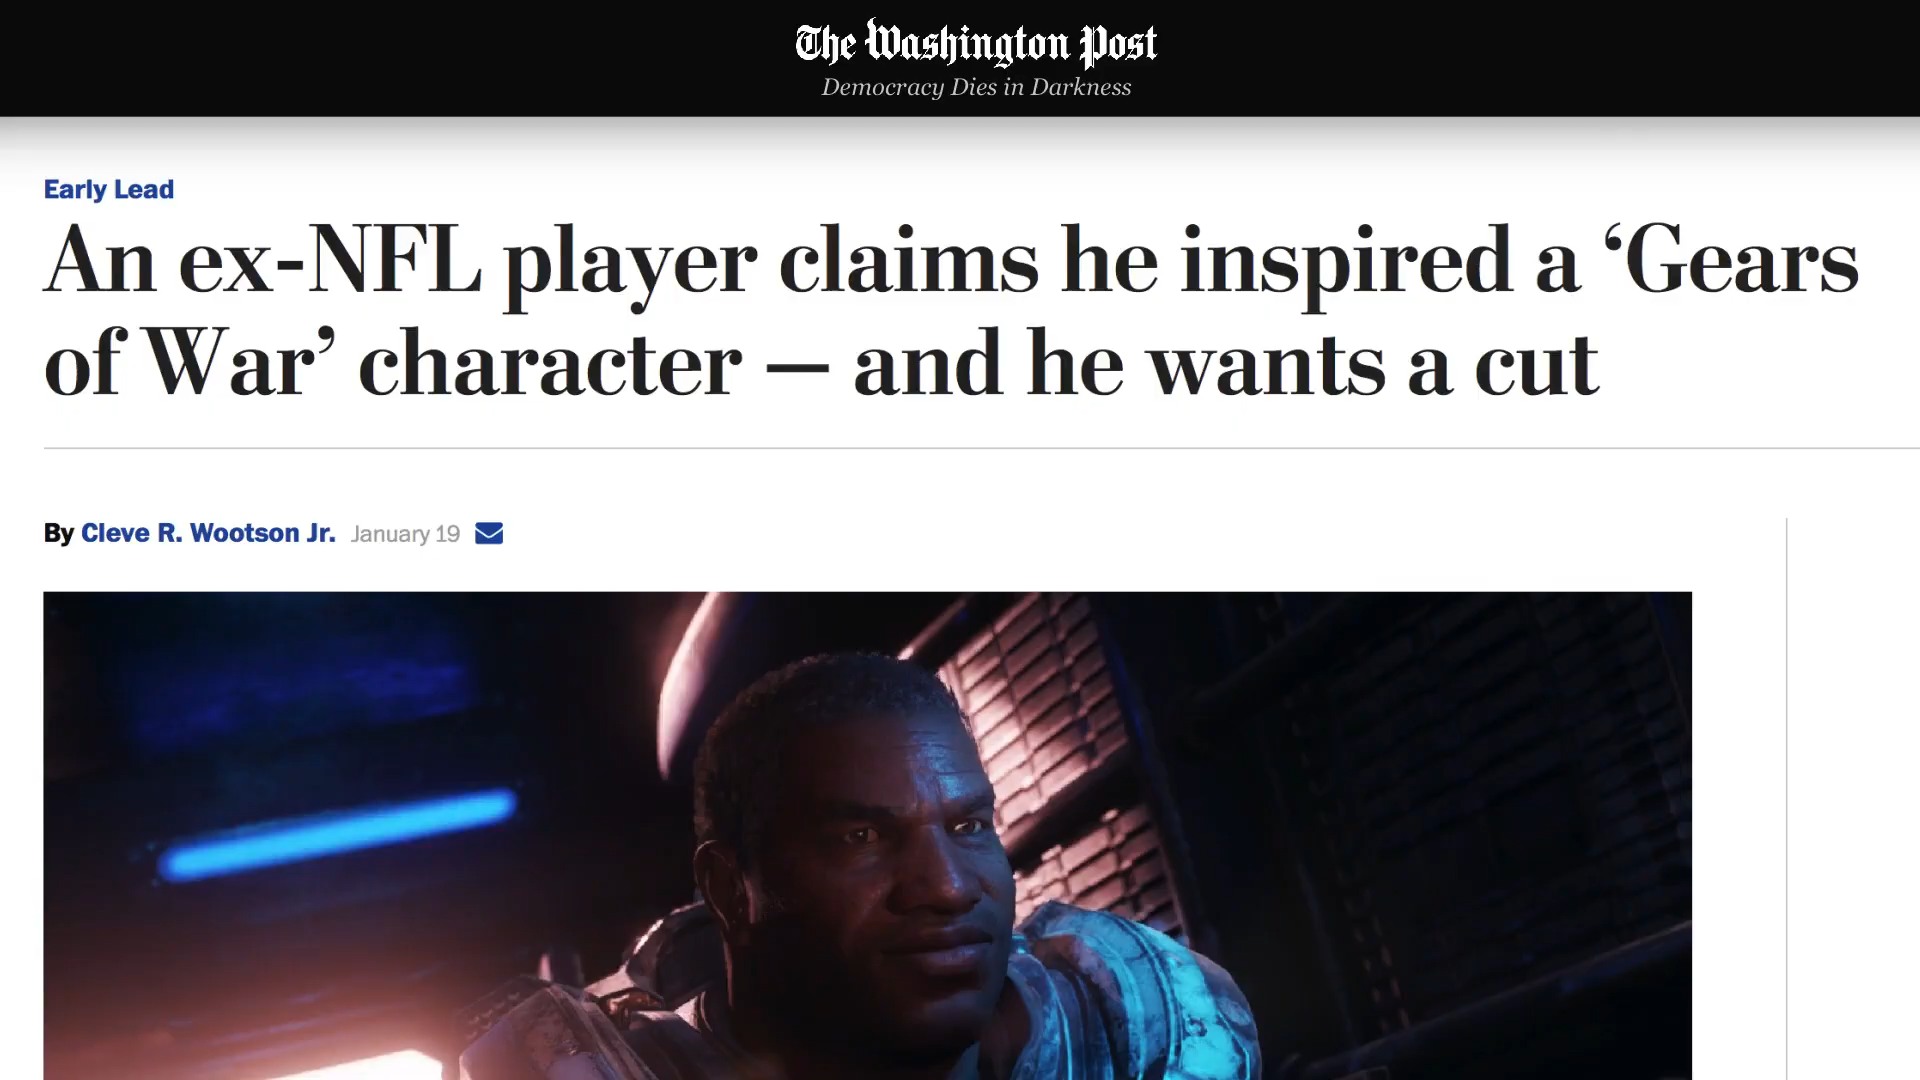 The Washington Post
Democracy Dies in Darkness
Early Lead
An ex-NFL player claims he inspired a ‘Gears
of War’ character — and he wants a cut
By Cleve R. Wootson Jr. January 19